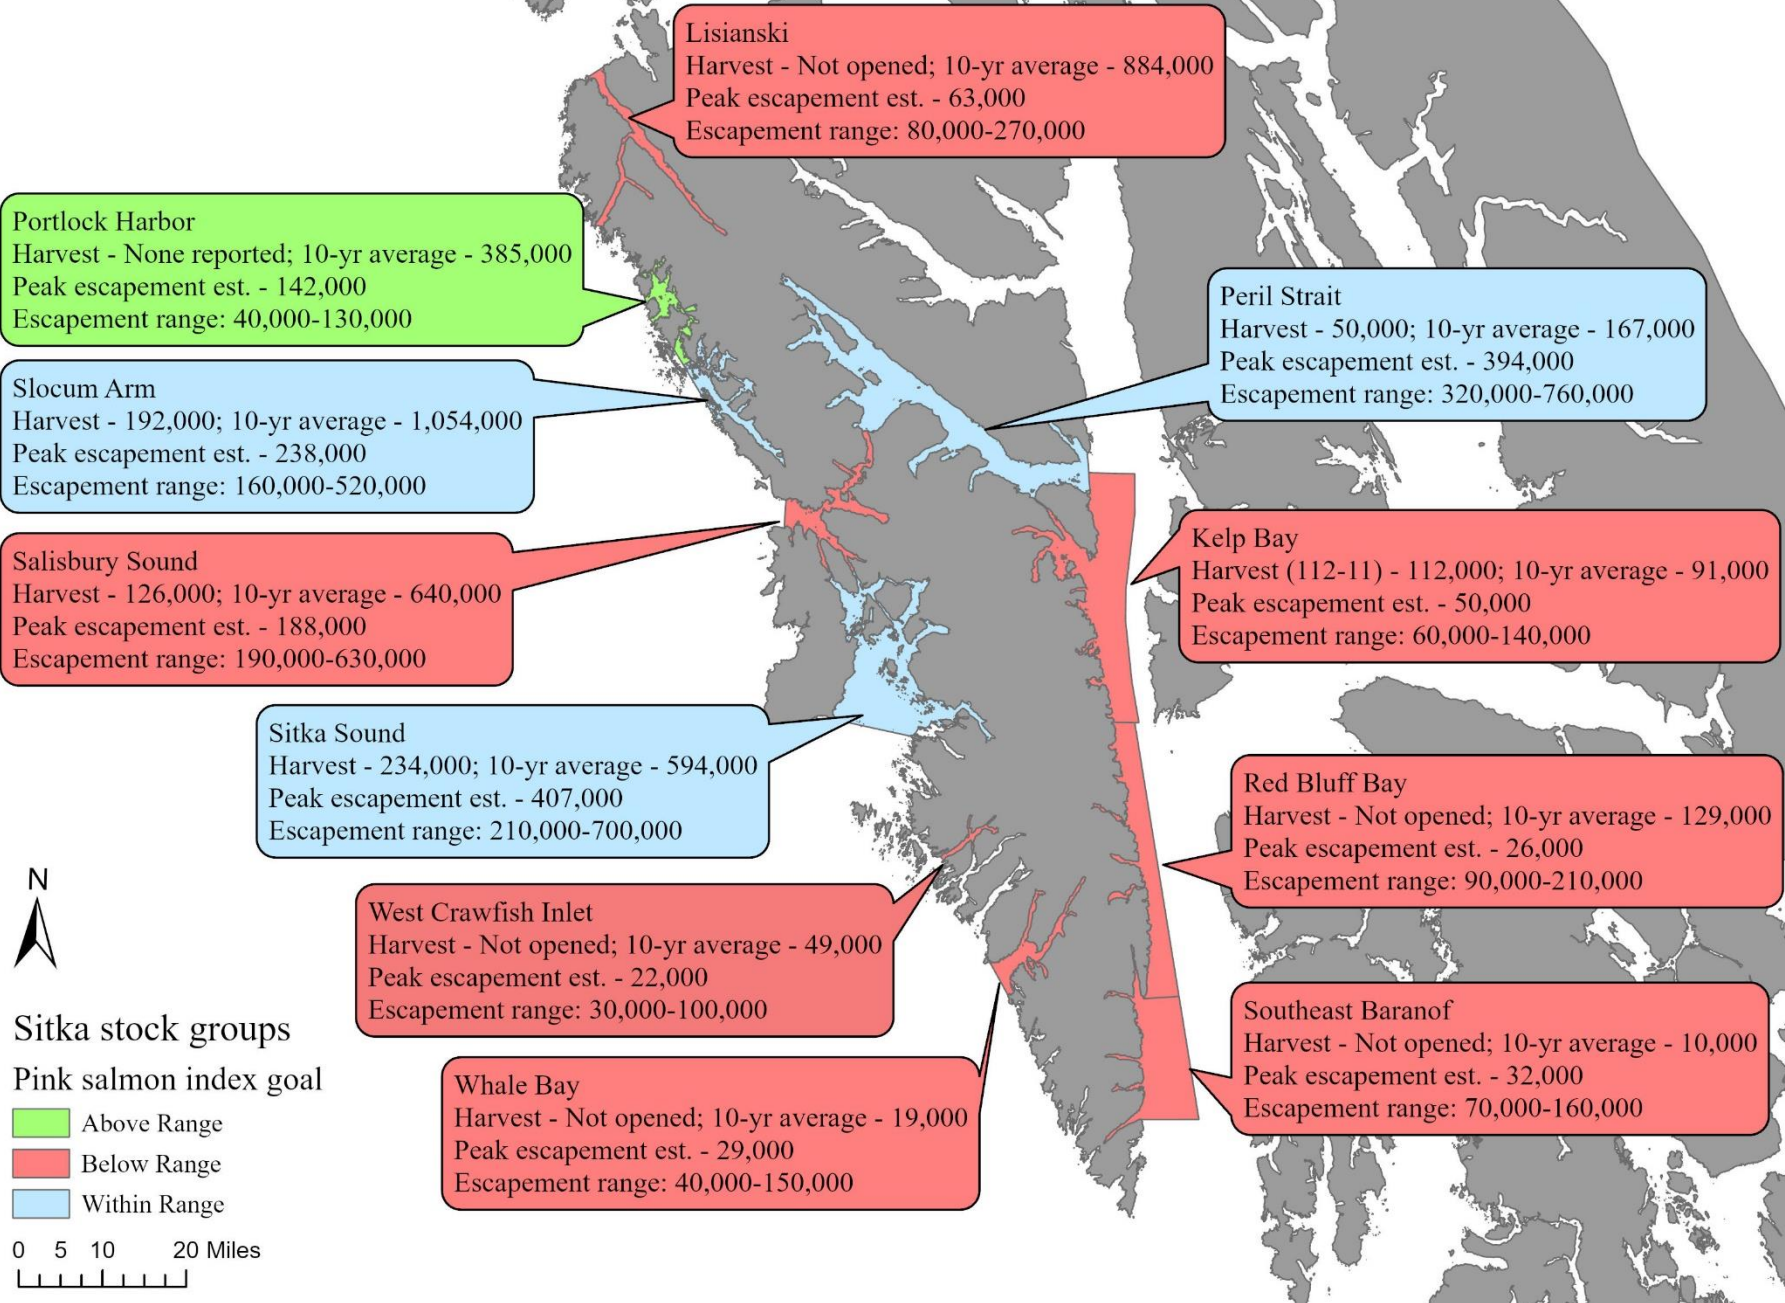 Lisianski
Harvest - Not opened; 10-yr average - 884,000
Peak escapement est. - 63,000
Escapement range: 80,000-270,000
Portlock Harbor
Harvest - None reported; 10-yr average - 385,000
Peak escapement est. - 142,000
Escapement range: 40,000-130,000
Peril Strait
Harvest - 50,000; 10-yr average - 167,000
Peak escapement est. - 394,000
Escapement range: 320,000-760,000
Slocum Arm
Harvest - 192,000; 10-yr average - 1,054,000
Peak escapement est. - 238,000
Escapement range: 160,000-520,000
Kelp Bay
Harvest (112-11) - 112,000; 10-yr average - 91,000
Peak escapement est. - 50,000
Escapement range: 60,000-140,000
Salisbury Sound
Harvest - 126,000; 10-yr average - 640,000
Peak escapement est. - 188,000
Escapement range: 190,000-630,000
Sitka Sound
Harvest - 234,000; 10-yr average - 594,000
Peak escapement est. - 407,000
Escapement range: 210,000-700,000
Red Bluff Bay
Harvest - Not opened; 10-yr average - 129,000
Peak escapement est. - 26,000
Escapement range: 90,000-210,000
West Crawfish Inlet
Harvest - Not opened; 10-yr average - 49,000
Peak escapement est. - 22,000
Escapement range: 30,000-100,000
Southeast Baranof
Harvest - Not opened; 10-yr average - 10,000
Peak escapement est. - 32,000
Escapement range: 70,000-160,000
Whale Bay
Harvest - Not opened; 10-yr average - 19,000
Peak escapement est. - 29,000
Escapement range: 40,000-150,000
N
Sitka stock groups
Pink salmon index goal
Above Range
Below Range
Within Range
0 5 10 20 Miles